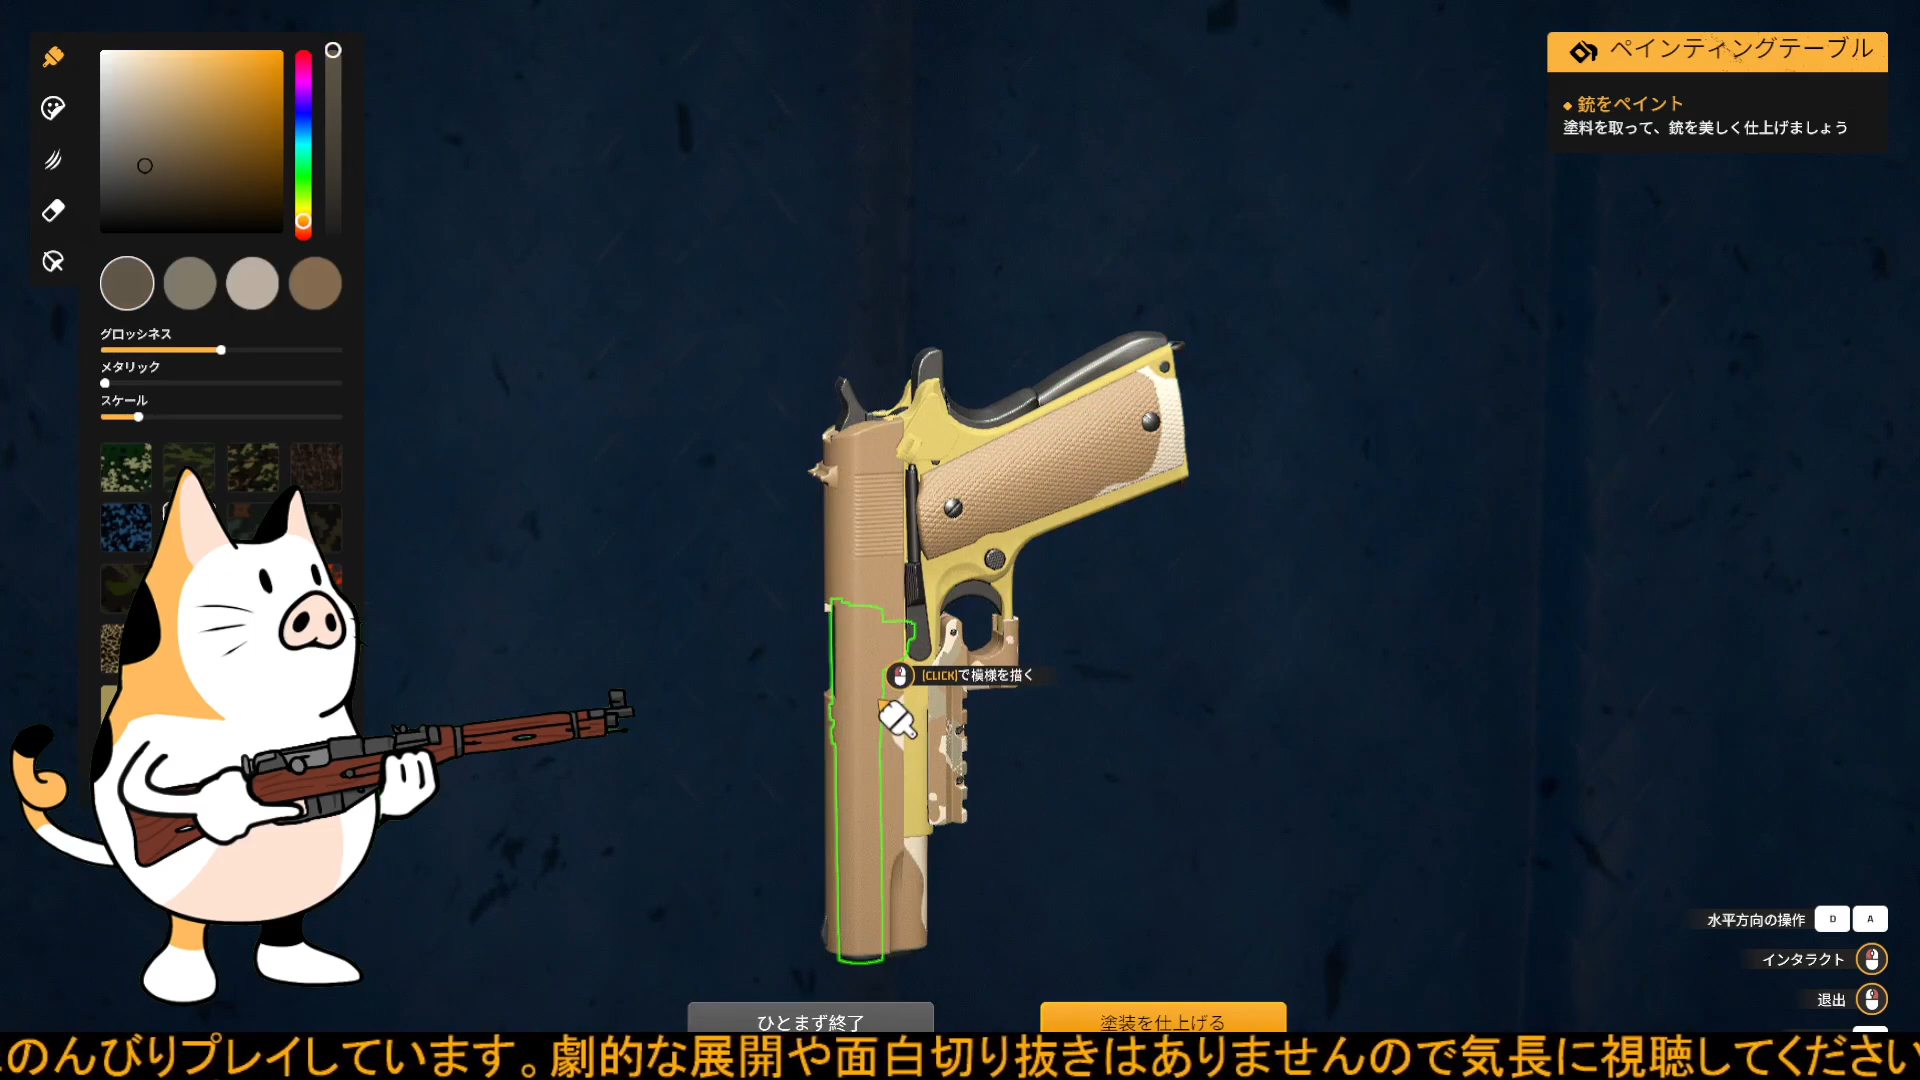 ペインティングテーブル
銃をペイント
塗料を取って、銃を美しく仕上げましょう
グロッシネス
メタリック
スケール
[CLICK]で模様を描く
水平方向の操作 D A
インタラクト
退出
ひとまず終了
塗装を仕上げる
のんびりプレイしています。劇的な展開や面白切り抜きはありませんので気長に視聴してください